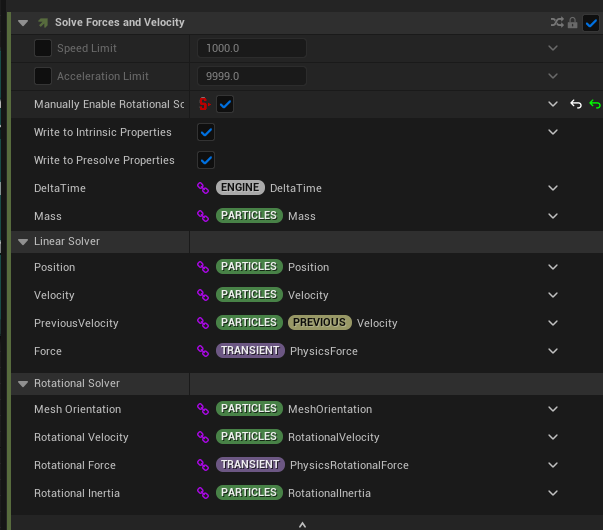 Solve Forces and Velocity
Speed Limit 1000.0
Acceleration Limit 9999.0
Manually Enable Rotational Sc
Write to Intrinsic Properties
Write to Presolve Properties
DeltaTime ENGINE DeltaTime
Mass PARTICLES Mass
Linear Solver
Position PARTICLES Position
Velocity PARTICLES Velocity
PreviousVelocity PARTICLES PREVIOUS Velocity
Force TRANSIENT PhysicsForce
Rotational Solver
Mesh Orientation PARTICLES MeshOrientation
Rotational Velocity PARTICLES RotationalVelocity
Rotational Force TRANSIENT PhysicsRotationalForce
Rotational Inertia PARTICLES RotationalInertia